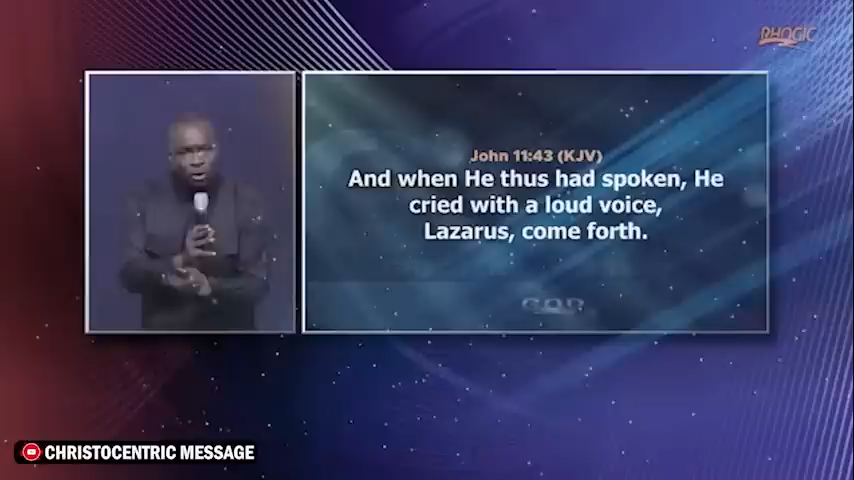 RHOGIC
John 11:43 (KJV)
And when He thus had spoken, He
cried with a loud voice,
Lazarus, come forth.
CHRISTOCENTRIC MESSAGE